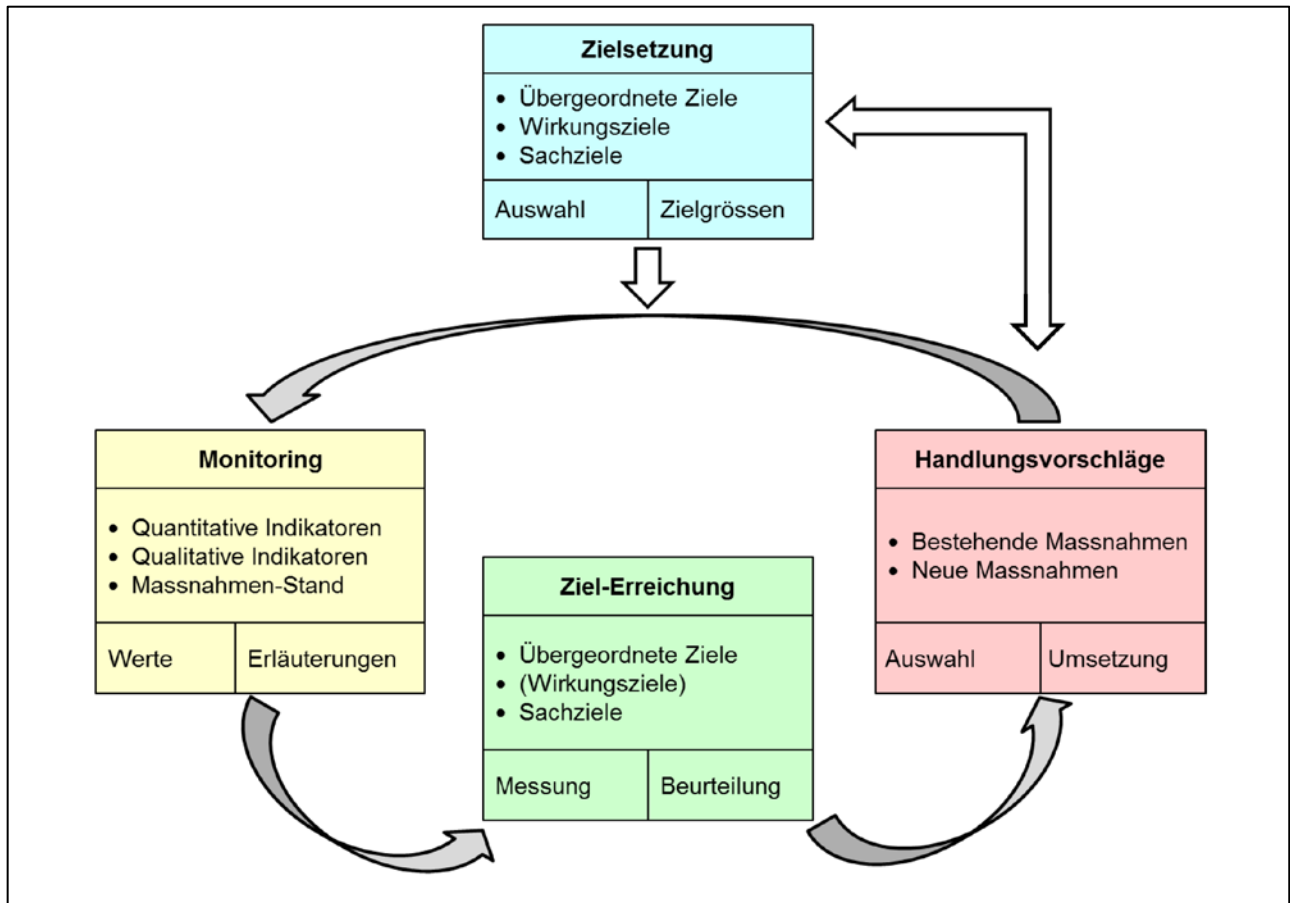 Zielsetzung
• Übergeordnete Ziele
• Wirkungsziele
• Sachziele
Auswahl
Zielgrössen
Monitoring
• Quantitative Indikatoren
• Qualitative Indikatoren
• Massnahmen-Stand
Werte
Erläuterungen
Ziel-Erreichung
• Übergeordnete Ziele
• (Wirkungsziele)
• Sachziele
Messung
Beurteilung
Handlungsvorschläge
• Bestehende Massnahmen
• Neue Massnahmen
Auswahl
Umsetzung